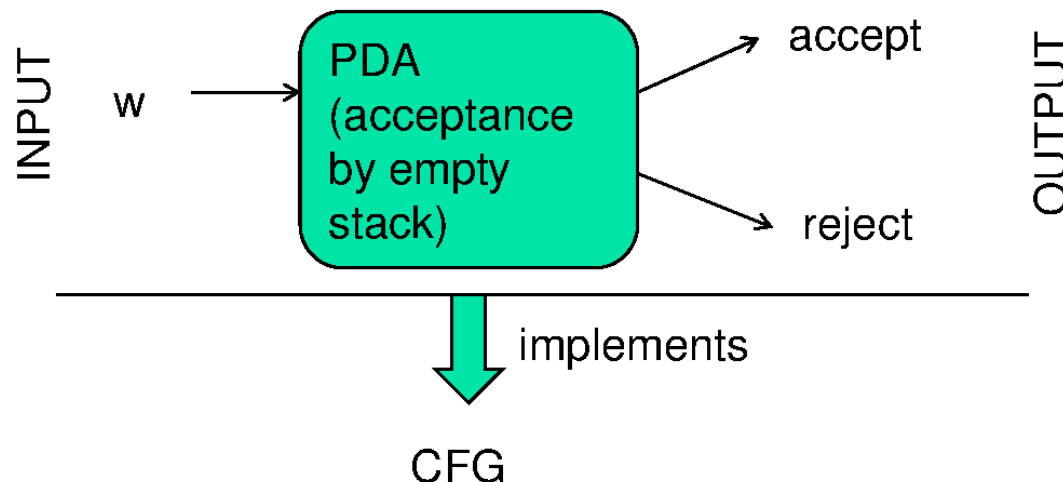 INPUT
w
PDA
(acceptance
by empty
stack)
accept
reject
OUTPUT
implements
CFG